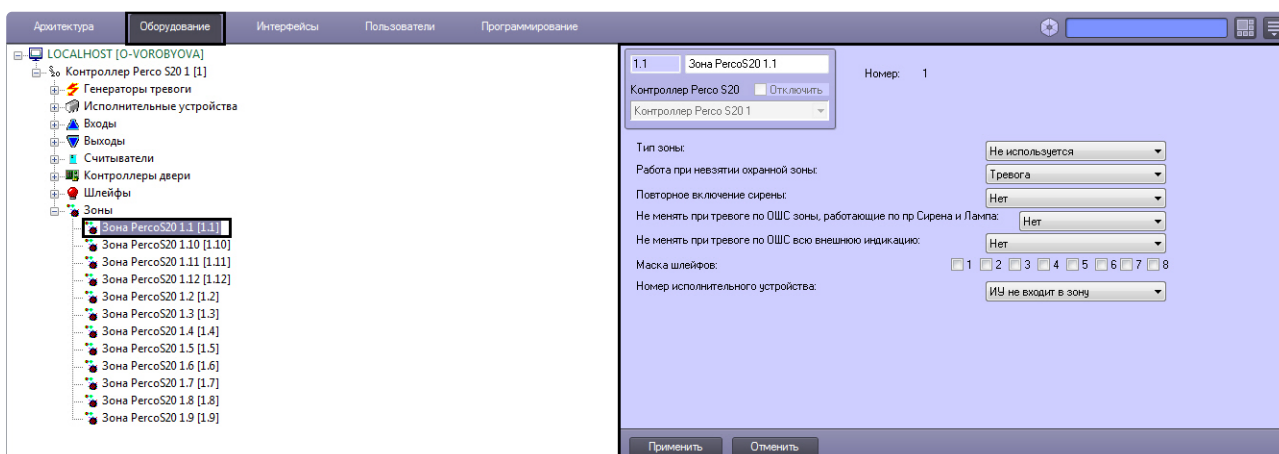 Архитектура Оборудование Интерфейсы Пользователи Программирование
LOCALHOST [O-VOROBYOVA]
Контроллер Perco S20 1 [1]
Генераторы тревоги
Исполнительные устройства
Входы
Выходы
Считыватели
Контроллеры двери
Шлейфы
Зоны
Зона PercoS20 1.1 [1.1]
Зона PercoS20 1.10 [1.10]
Зона PercoS20 1.11 [1.11]
Зона PercoS20 1.12 [1.12]
Зона PercoS20 1.2 [1.2]
Зона PercoS20 1.3 [1.3]
Зона PercoS20 1.4 [1.4]
Зона PercoS20 1.5 [1.5]
Зона PercoS20 1.6 [1.6]
Зона PercoS20 1.7 [1.7]
Зона PercoS20 1.8 [1.8]
Зона PercoS20 1.9 [1.9]
1.1 Зона PercoS20 1.1
Номер: 1
Контроллер Perco S20 Отключить
Контроллер Perco S20 1
Тип зоны: Не используется
Работа при невзятии охранной зоны: Тревога
Повторное включение сирены: Нет
Не менять при тревоге по ОШС зоны, работающие по пр Сирена и Лампа: Нет
Не менять при тревоге по ОШС всю внешнюю индикацию: Нет
Маска шлейфов: 1 2 3 4 5 6 7 8
Номер исполнительного устройства: ИУ не входит в зону
Применить Отменить